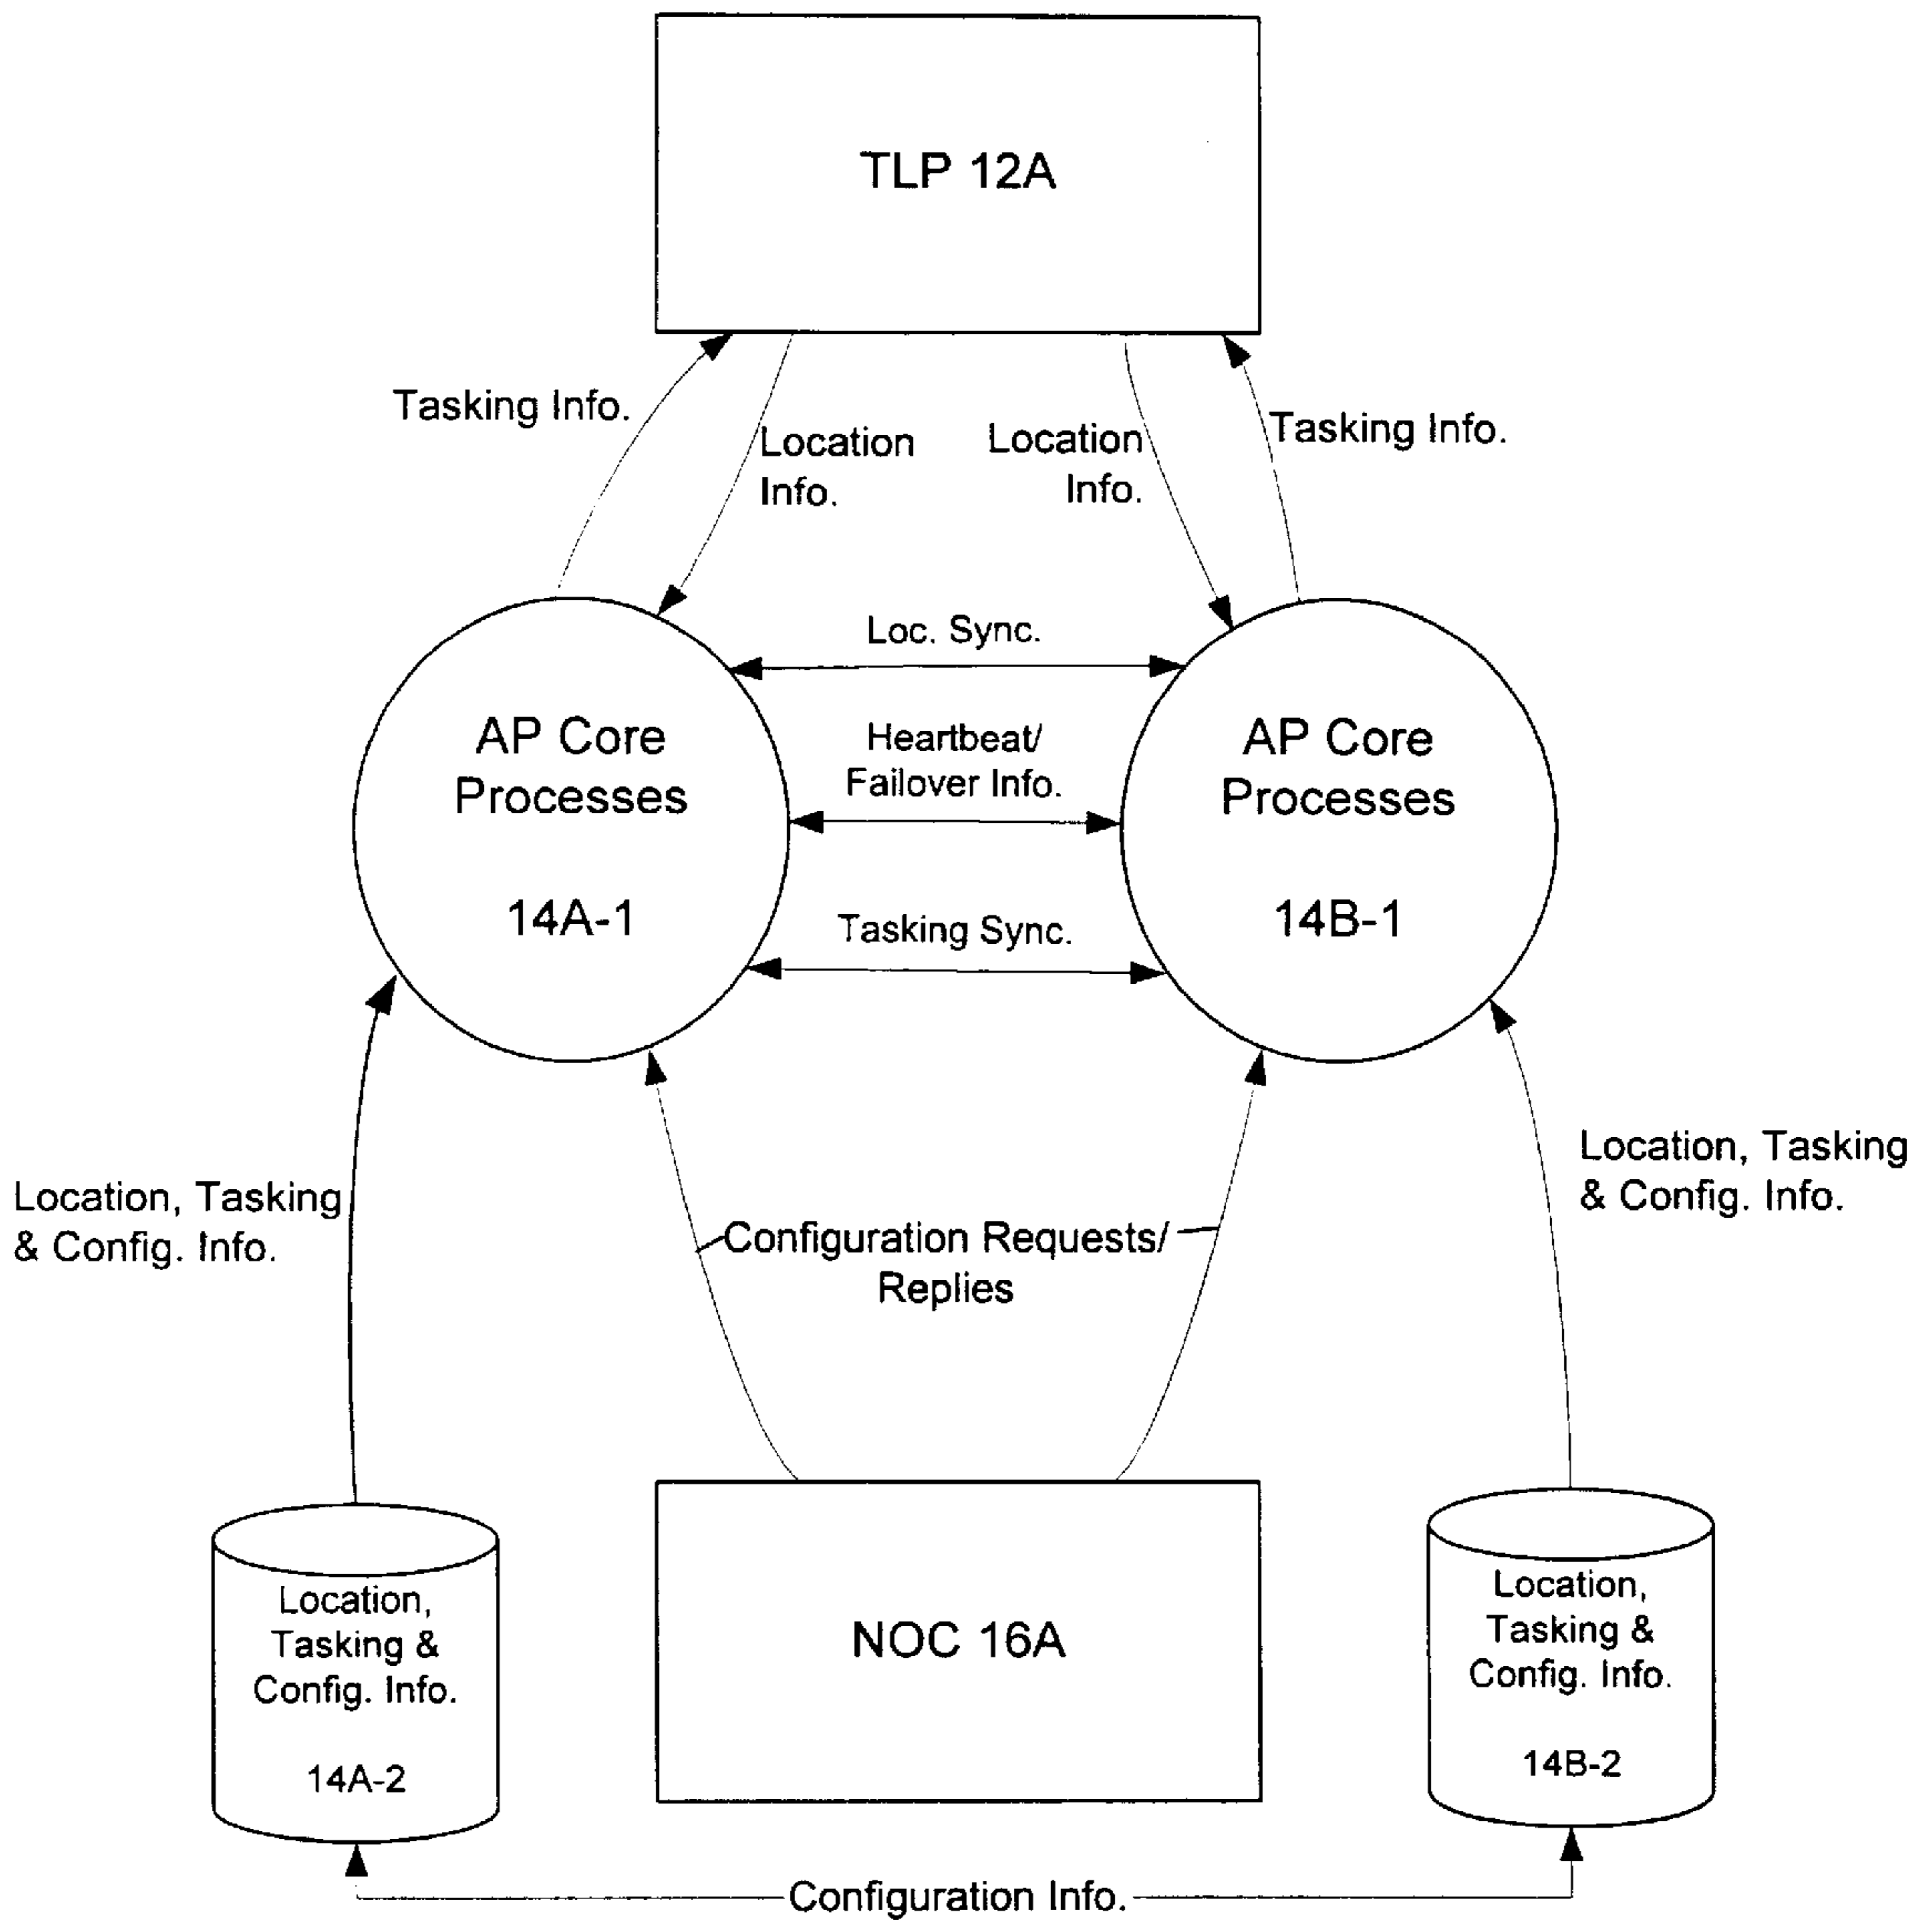 TLP 12A
Tasking Info.
Location
Info.
Location
Info.
Tasking Info.
Loc. Sync.
AP Core
Processes
14A-1
Heartbeat/
Failover Info.
AP Core
Processes
14B-1
Tasking Sync.
Location, Tasking
& Config. Info.
Configuration Requests/
Replies
Location, Tasking
& Config. Info.
Location,
Tasking &
Config. Info.
14A-2
NOC 16A
Location,
Tasking &
Config. Info.
14B-2
Configuration Info.